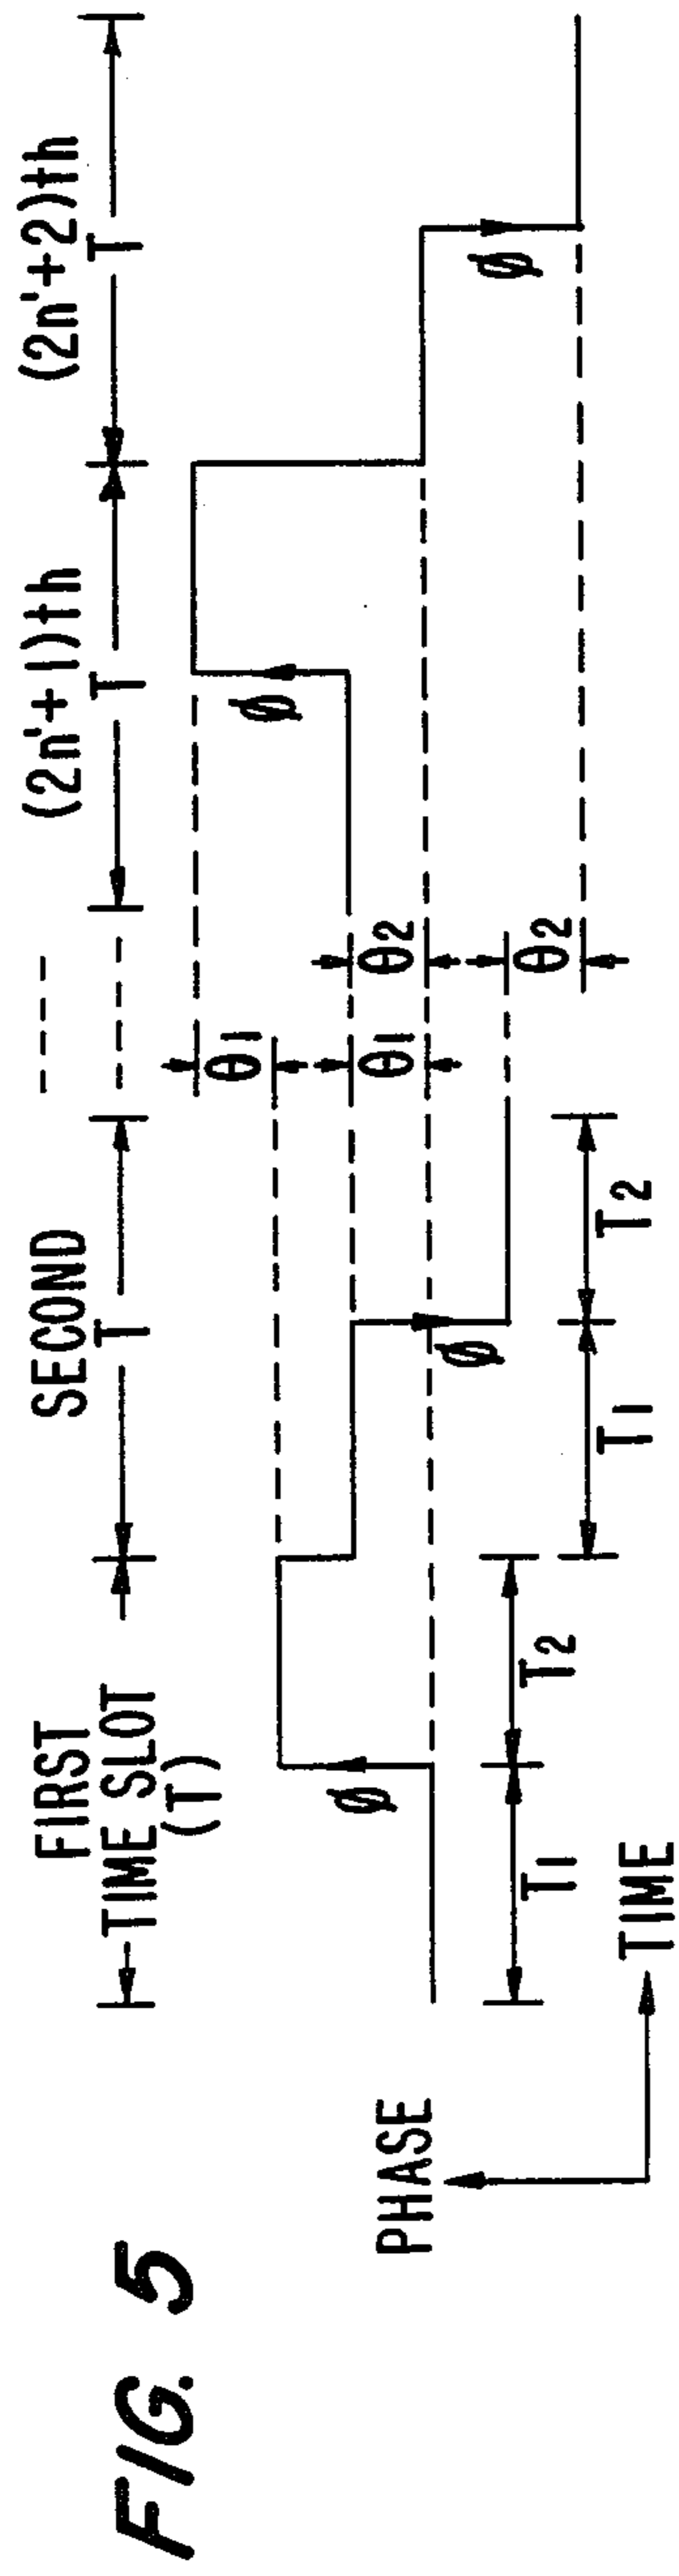 FIG. 5
FIRST
TIME SLOT
(T)
SECOND
T
(2n'+1)th
T
(2n'+2)th
T
ø
ø
ø
ø
θ1
θ1
θ2
θ2
T1
T2
T1
T2
PHASE
TIME